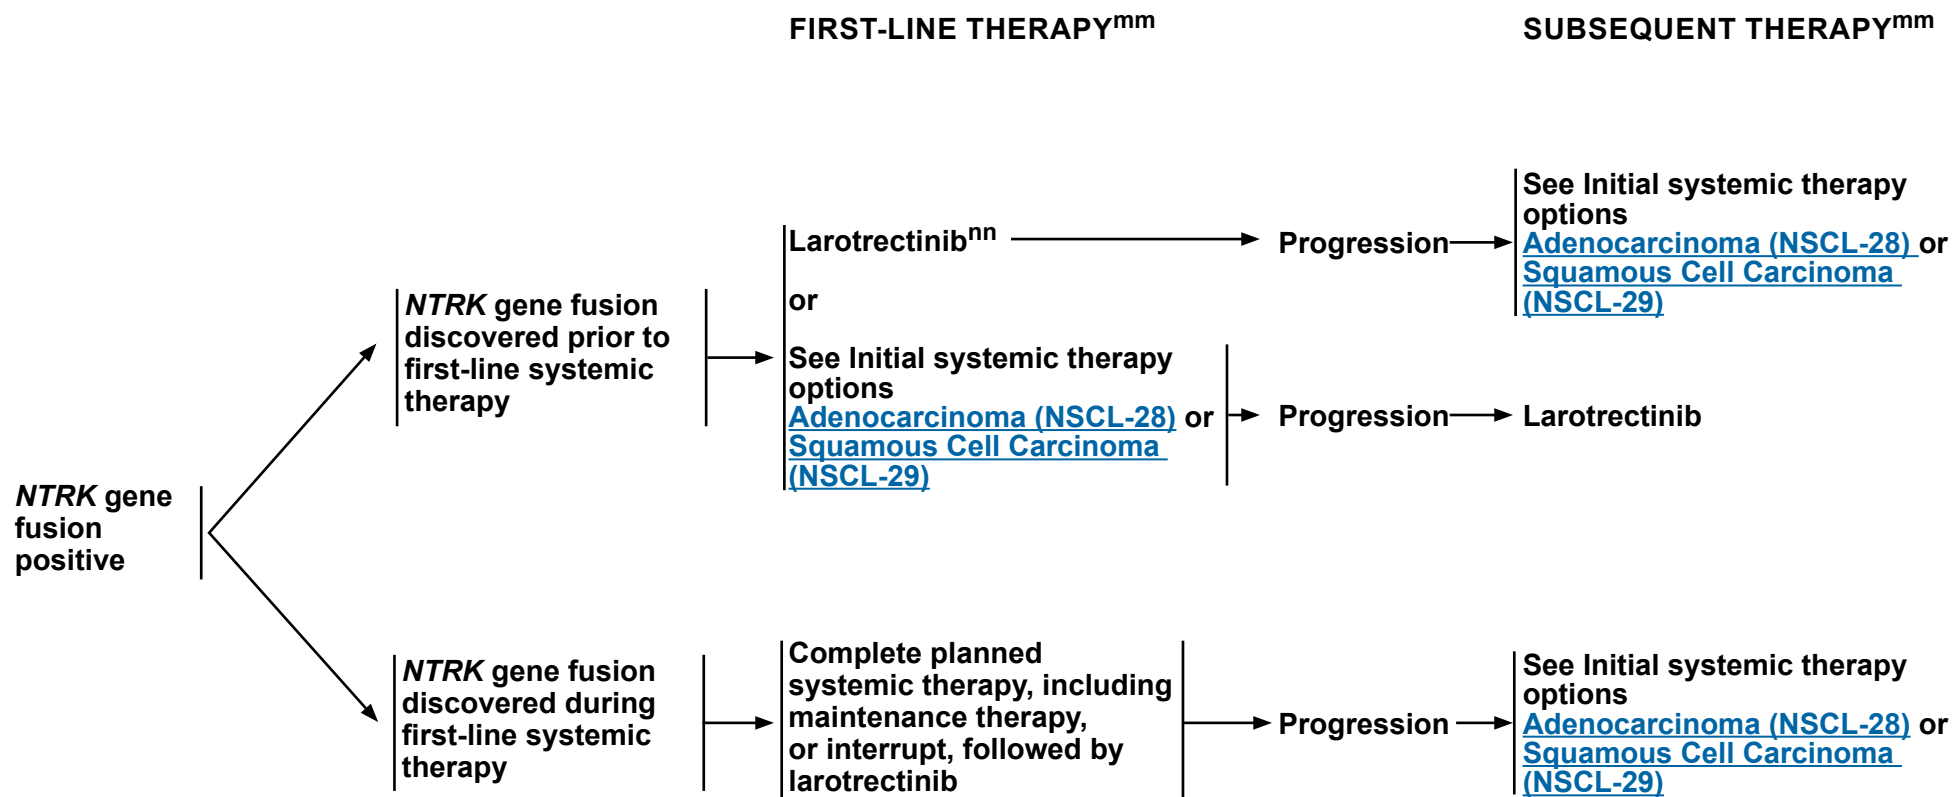 FIRST-LINE THERAPYmm
SUBSEQUENT THERAPYmm
NTRK gene
fusion
positive
NTRK gene fusion
discovered prior to
first-line systemic
therapy
Larotrectinibnn
or
See Initial systemic therapy
options
Adenocarcinoma (NSCL-28) or
Squamous Cell Carcinoma
(NSCL-29)
Progression
See Initial systemic therapy
options
Adenocarcinoma (NSCL-28) or
Squamous Cell Carcinoma
(NSCL-29)
Progression
Larotrectinib
NTRK gene fusion
discovered during
first-line systemic
therapy
Complete planned
systemic therapy, including
maintenance therapy,
or interrupt, followed by
larotrectinib
Progression
See Initial systemic therapy
options
Adenocarcinoma (NSCL-28) or
Squamous Cell Carcinoma
(NSCL-29)